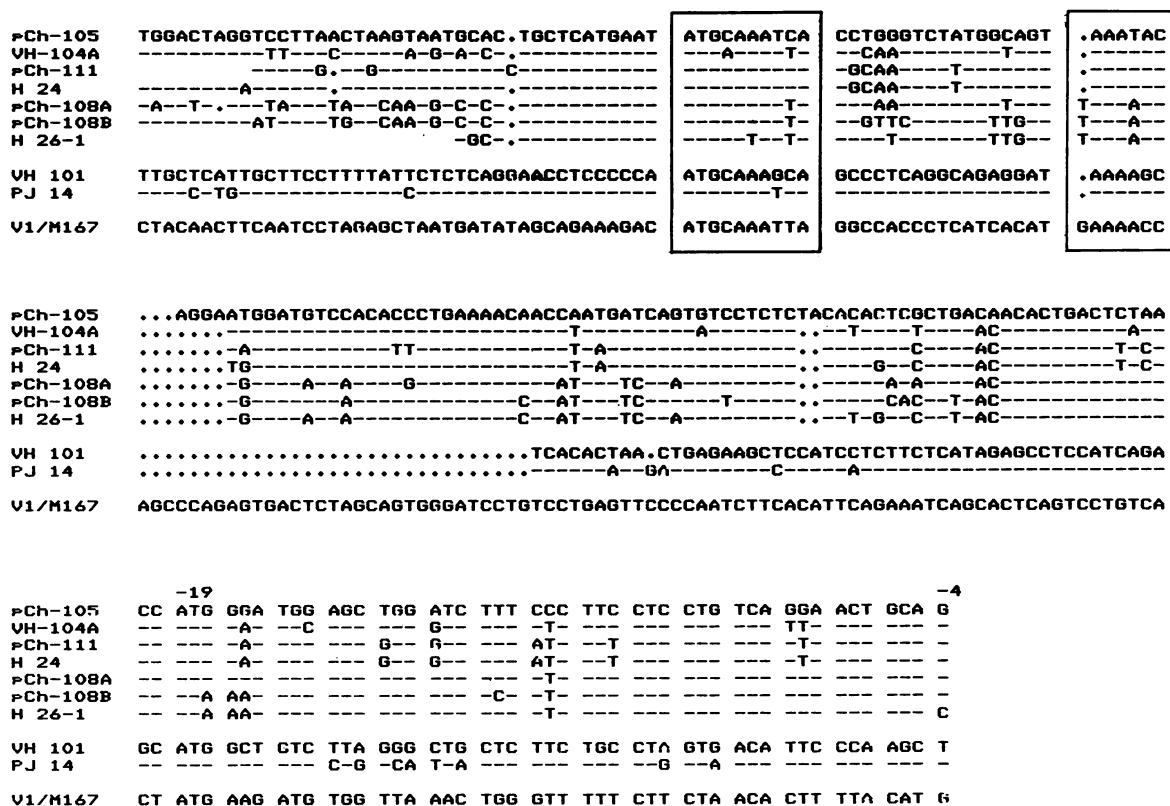 pCh-105 TGGACTAGGTCCTTAACTAAGTAATGCAC.TGCTCATGAAT ATGCAAATCA CCTGGGTCTATGGCAGT .AAATAC
VH-104A ----------TT---C-----A-G-A-C-.----------- ----A---T- --CAA--------T--- .------
pCh-111 -----G.--G----------C----------- ---------- -GCAA----T------- .------
H 24 --------A------.-------------.----------- ---------- -GCAA----T------- .------
pCh-108A -A--T-.---TA---TA--CAA-G-C-C-.----------- --------T- ---AA--------T--- T---A--
pCh-108B ---------AT----TG--CAA-G-C-C-.----------- --------T- --GTTC------TTG-- T---A--
H 26-1 -GC-.----------- -----T--T- ---T--------TTG-- T---A--
VH 101 TTGCTCATTGCTTCCTTTTATTCTCTCAGGAACCTCCCCCA ATGCAAAGCA GCCCTCAGGCAGAGGAT .AAAAGC
PJ 14 ----C-TG-------------C------------------- -------T-- ----------------- .------
V1/M167 CTACAACTTCAATCCTAGAGCTAATGATATAGCAGAAAGAC ATGCAAATTA GGCCACCCTCATCACAT GAAAACC
pCh-105 ...AGGAATGGATGTCCACACCCTGAAAACAACCAATGATCAGTGTCCTCTCTACACACTCGCTGACAACACTGACTCTAA
VH-104A .......---------------------------T---------A-------..---T----T----AC---------A--
pCh-111 .......-A-----------TT------------T-A---------------..--------C----AC---------T-C-
H 24 .......TG--------------------------T-A---------------..-----G--C----AC---------T-C-
pCh-108A .......-G----A--A----G-----------AT---TC--A---------..------A-A----AC-------------
pCh-108B .......-G-------A-------------C--AT---TC-----T------..------CAC--T-AC-------------
H 26-1 .......-G----A--A-------------C--AT---TC--A---------..---T-G--C--T-AC-------------
VH 101 ...............................TCACACTAA.CTGAGAAGCTCCATCCTCTTCTCATAGAGCCTCCATCAGA
PJ 14 ...............................------A--GA--------C-----A------------------------
V1/M167 AGCCCAGAGTGACTCTAGCAGTGGGATCCTGTCCTGAGTTCCCCAATCTTCACATTCAGAAATCAGCACTCAGTCCTGTCA
-19 -4
pCh-105 CC ATG GGA TGG AGC TGG ATC TTT CCC TTC CTC CTG TCA GGA ACT GCA G
VH-104A -- --- -A- --C --- --- G-- --- -T- --- --- --- --- TT- --- --- -
pCh-111 -- --- -A- --- --- G-- G-- --- AT- --T --- --- --- -T- --- --- -
H 24 -- --- -A- --- --- G-- G-- --- AT- --T --- --- --- -T- --- --- -
pCh-108A -- --- --- --- --- --- --- --- -T- --- --- --- --- --- --- --- -
pCh-108B -- --A AA- --- --- --- --- -C- -T- --- --- --- --- --- --- --- -
H 26-1 -- --A AA- --- --- --- --- --- -T- --- --- --- --- --- --- --- C
VH 101 GC ATG GCT CTC TTA GGG CTG CTC TTC TGC CTA GTG ACA TTC CCA AGC T
PJ 14 -- --- --- --- C-G -CA T-A --- --- --- --G --A --- --- --- --- -
V1/M167 CT ATG AAG ATG TGG TTA AAC TGG GTT TTT CTT CTA ACA CTT TTA CAT G